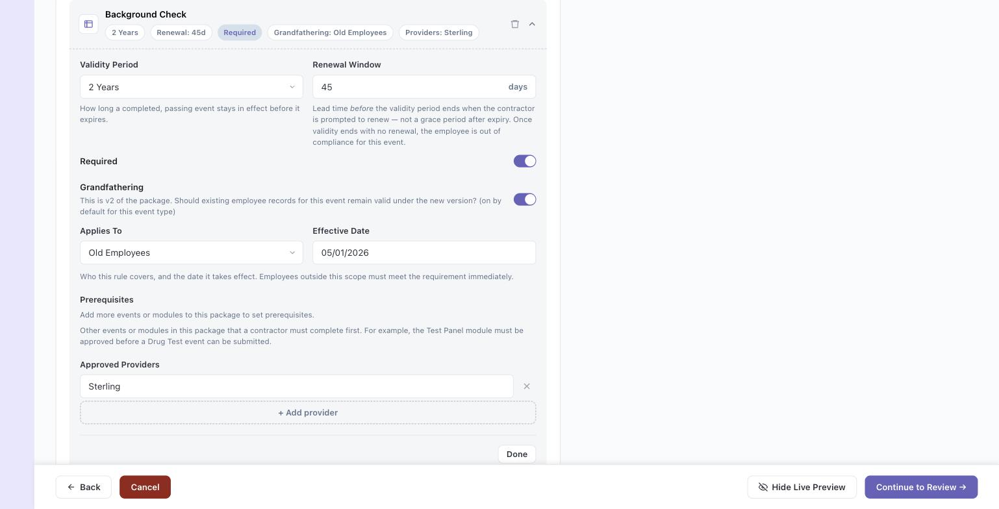 Background Check
2 Years
Renewal: 45d
Required
Grandfathering: Old Employees
Providers: Sterling
Validity Period
Renewal Window
2 Years
45
days
How long a completed, passing event stays in effect before it
expires.
Lead time before the validity period ends when the contractor
is prompted to renew — not a grace period after expiry. Once
validity ends with no renewal, the employee is out of
compliance for this event.
Required
Grandfathering
This is v2 of the package. Should existing employee records for this event remain valid under the new version? (on by
default for this event type)
Applies To
Effective Date
Old Employees
05/01/2026
Who this rule covers, and the date it takes effect. Employees outside this scope must meet the requirement immediately.
Prerequisites
Add more events or modules to this package to set prerequisites.
Other events or modules in this package that a contractor must complete first. For example, the Test Panel module must be
approved before a Drug Test event can be submitted.
Approved Providers
Sterling
+ Add provider
Done
← Back
Cancel
Hide Live Preview
Continue to Review →